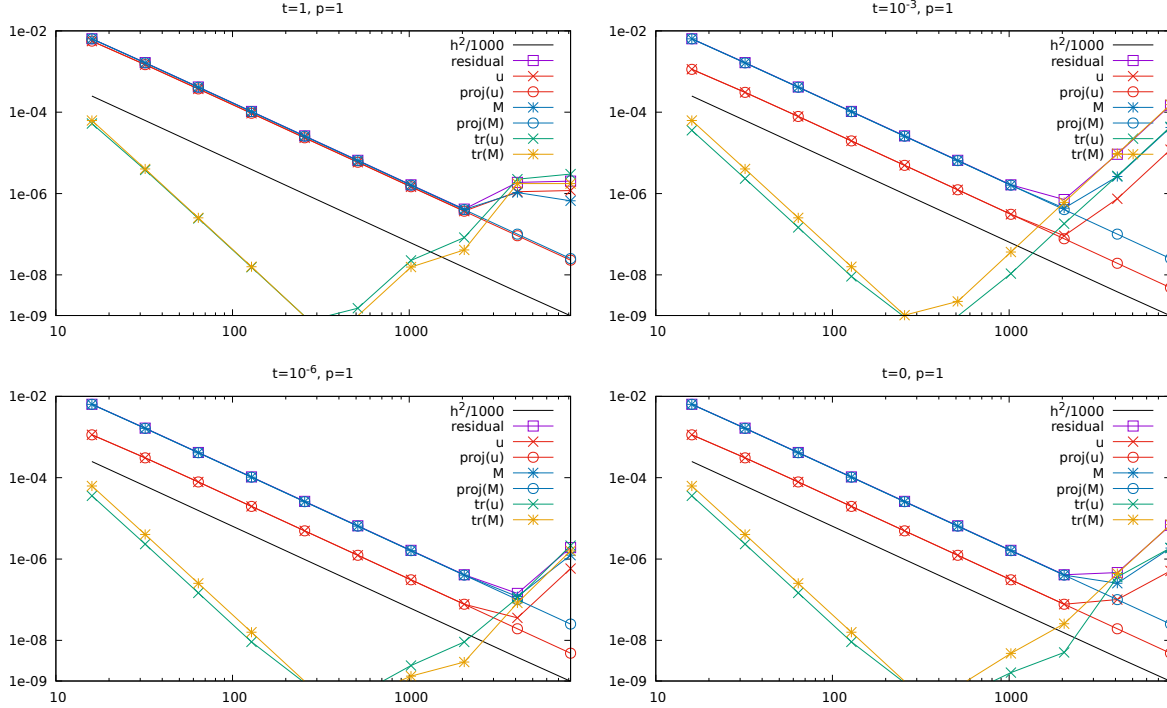 t=1, p=1
1e-02
1e-04
1e-06
1e-08
1e-09
10
100
1000
h²/1000
residual
u
proj(u)
M
proj(M)
tr(u)
tr(M)
t=10⁻³, p=1
1e-02
1e-04
1e-06
1e-08
1e-09
10
100
1000
h²/1000
residual
u
proj(u)
M
proj(M)
tr(u)
tr(M)
t=10⁻⁶, p=1
1e-02
1e-04
1e-06
1e-08
1e-09
10
100
1000
h²/1000
residual
u
proj(u)
M
proj(M)
tr(u)
tr(M)
t=0, p=1
1e-02
1e-04
1e-06
1e-08
1e-09
10
100
1000
h²/1000
residual
u
proj(u)
M
proj(M)
tr(u)
tr(M)